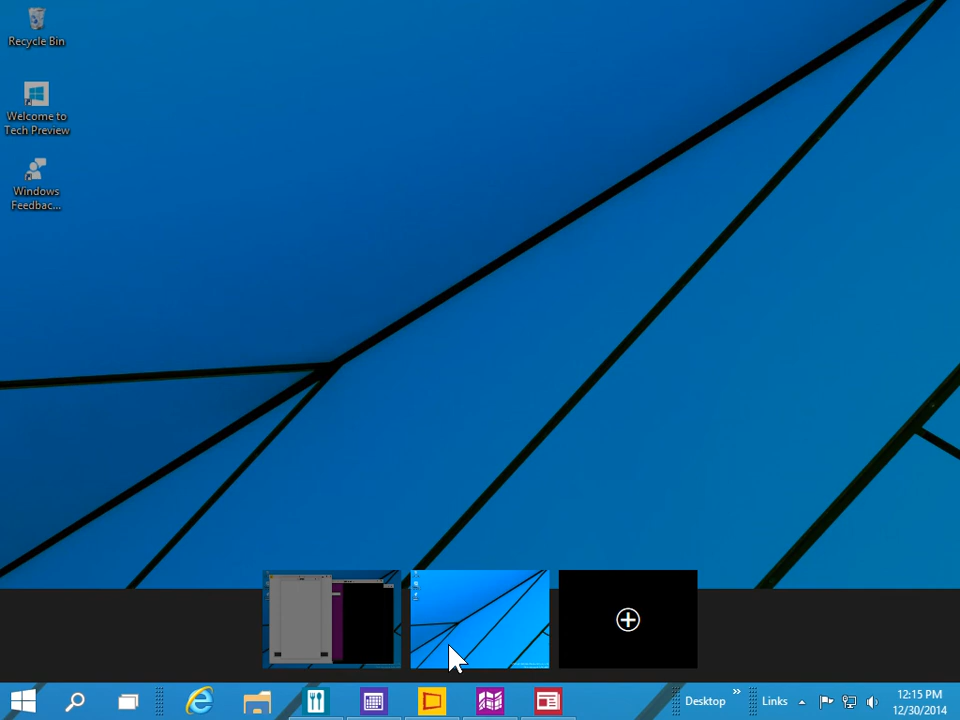 Recycle Bin
Welcome to
Tech Preview
Windows
Feedbac...
Desktop
Links
12:15 PM
12/30/2014